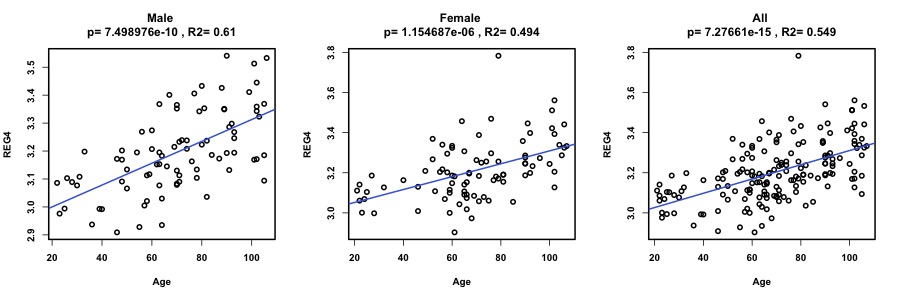 Male
p= 7.498976e-10 , R2= 0.61
REG4
2.9 3.0 3.1 3.2 3.3 3.4 3.5
20 40 60 80 100
Age
Female
p= 1.154687e-06 , R2= 0.494
REG4
3.0 3.2 3.4 3.6 3.8
20 40 60 80 100
Age
All
p= 7.27661e-15 , R2= 0.549
REG4
3.0 3.2 3.4 3.6 3.8
20 40 60 80 100
Age